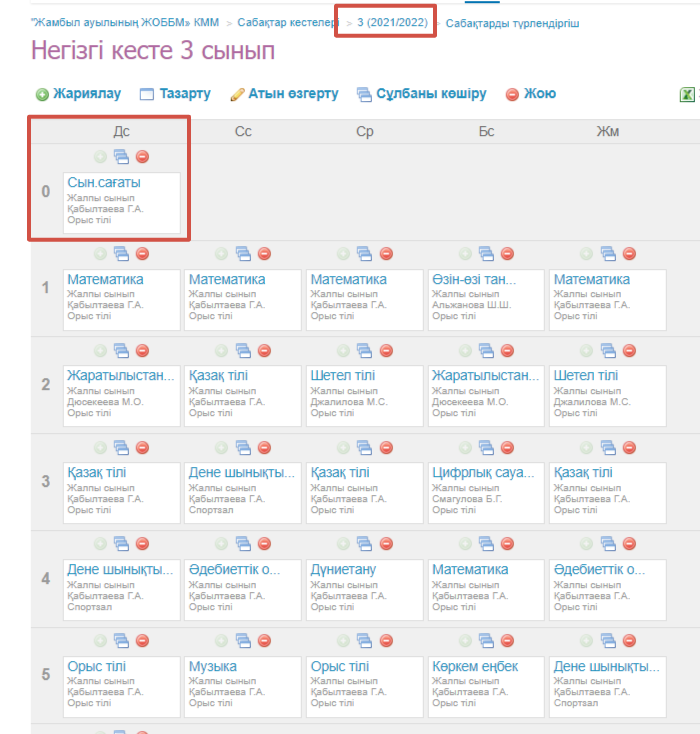 "Жамбыл ауылының ЖОББМ» КММ > Сабақтар кестелері > 3 (2021/2022) > Сабақтарды түрлендіргіш
Негізгі кесте 3 сынып
Жариялау Тазарту Атын өзгерту Сұлбаны көшіру Жою
Дс Сс Ср Бс Жм
0
Сын.сағаты
Жалпы сынып
Қабылтаева Г.А.
Орыс тілі
1
Математика Математика Математика Өзін-өзі тан... Математика
Жалпы сынып Жалпы сынып Жалпы сынып Жалпы сынып Жалпы сынып
Қабылтаева Г.А. Қабылтаева Г.А. Қабылтаева Г.А. Альжанова Ш.Ш. Қабылтаева Г.А.
Орыс тілі Орыс тілі Орыс тілі Орыс тілі Орыс тілі
2
Жаратылыстан... Қазақ тілі Шетел тілі Жаратылыстан... Шетел тілі
Жалпы сынып Жалпы сынып Жалпы сынып Жалпы сынып Жалпы сынып
Дюсекеева М.О. Қабылтаева Г.А. Джалилова М.С. Дюсекеева М.О. Джалилова М.С.
Орыс тілі Орыс тілі Орыс тілі Орыс тілі Орыс тілі
3
Қазақ тілі Дене шынықты... Қазақ тілі Цифрлық сауа... Қазақ тілі
Жалпы сынып Жалпы сынып Жалпы сынып Жалпы сынып Жалпы сынып
Қабылтаева Г.А. Қабылтаева Г.А. Қабылтаева Г.А. Смагулова Б.Г. Қабылтаева Г.А.
Орыс тілі Спортзал Орыс тілі Орыс тілі Орыс тілі
4
Дене шынықты... Әдебиеттік о... Дүниетану Математика Әдебиеттік о...
Жалпы сынып Жалпы сынып Жалпы сынып Жалпы сынып Жалпы сынып
Қабылтаева Г.А. Қабылтаева Г.А. Қабылтаева Г.А. Қабылтаева Г.А. Қабылтаева Г.А.
Спортзал Орыс тілі Орыс тілі Орыс тілі Орыс тілі
5
Орыс тілі Музыка Орыс тілі Көркем еңбек Дене шынықты...
Жалпы сынып Жалпы сынып Жалпы сынып Жалпы сынып Жалпы сынып
Қабылтаева Г.А. Қабылтаева Г.А. Қабылтаева Г.А. Қабылтаева Г.А. Қабылтаева Г.А.
Орыс тілі Орыс тілі Орыс тілі Орыс тілі Спортзал